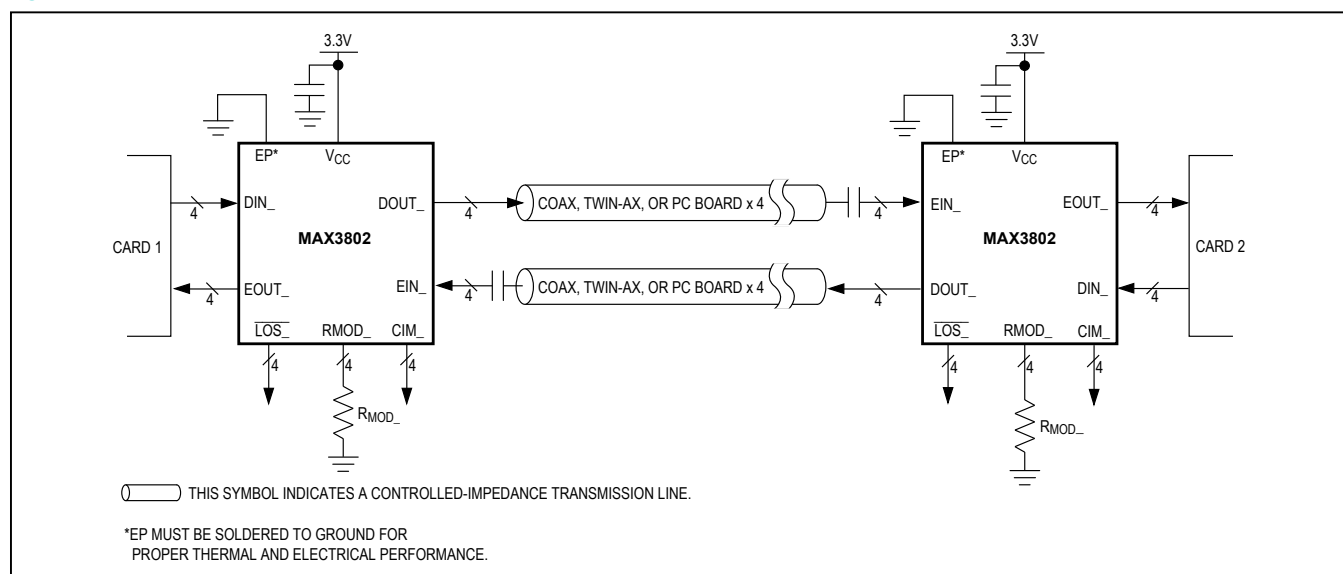 3.3V
3.3V
EP*
VCC
EP*
VCC
DIN_
4
DOUT_
4
COAX, TWIN-AX, OR PC BOARD x 4
4
EIN_
EOUT_
4
CARD 1
MAX3802
MAX3802
CARD 2
4
EOUT_
EIN_
4
COAX, TWIN-AX, OR PC BOARD x 4
4
DOUT_
DIN_
4
LOS_
RMOD_
CIM_
LOS_
RMOD_
CIM_
4
4
4
4
4
4
RMOD_
RMOD_
THIS SYMBOL INDICATES A CONTROLLED-IMPEDANCE TRANSMISSION LINE.
*EP MUST BE SOLDERED TO GROUND FOR
PROPER THERMAL AND ELECTRICAL PERFORMANCE.